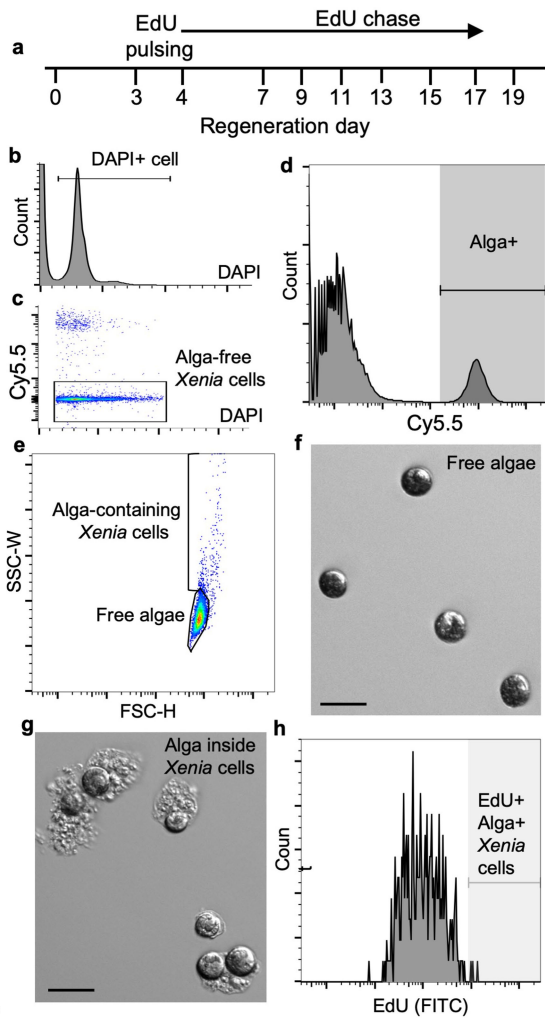 EdU
pulsing
EdU chase
a
0 3 4 7 9 11 13 15 17 19
Regeneration day
b
DAPI+ cell
Count
DAPI
c
Cy5.5
Alga-free
Xenia cells
DAPI
d
Count
Alga+
Cy5.5
e
SSC-W
Alga-containing
Xenia cells
Free algae
FSC-H
f
Free algae
g
Alga inside
Xenia cells
h
Coun
EdU+
Alga+
Xenia
cells
EdU (FITC)